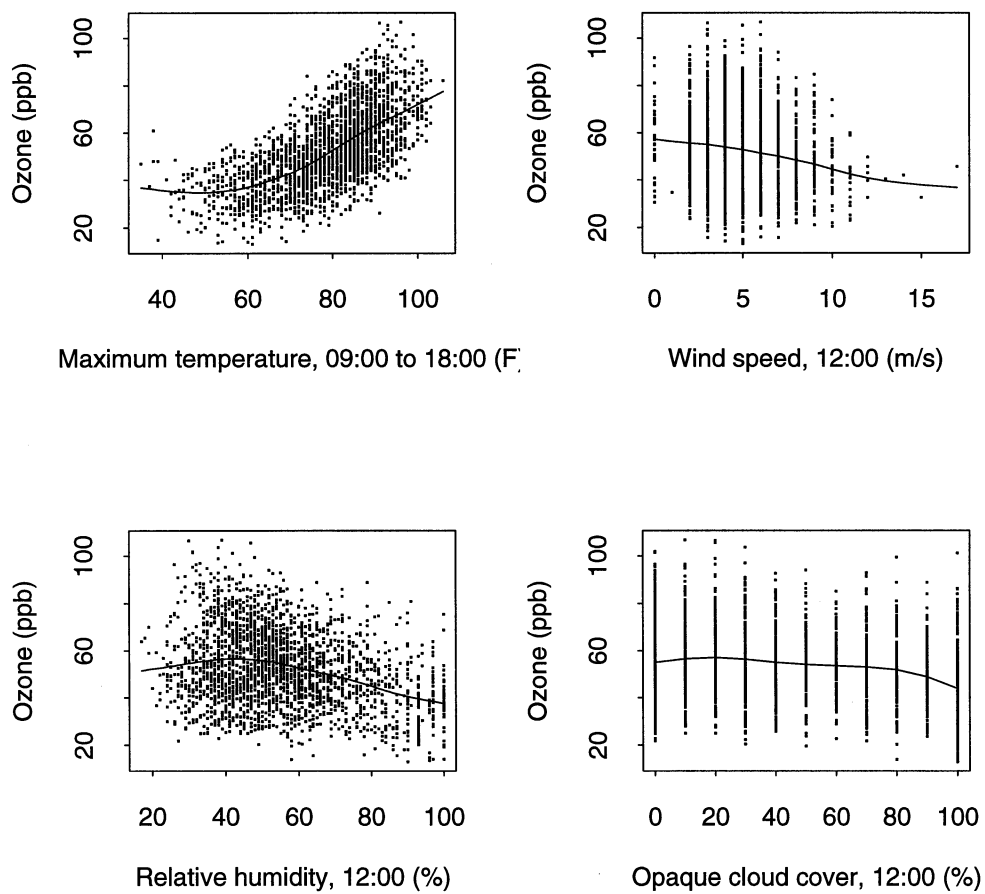 100
60
20
Ozone (ppb)
40 60 80 100
Maximum temperature, 09:00 to 18:00 (F)
100
60
20
Ozone (ppb)
0 5 10 15
Wind speed, 12:00 (m/s)
100
60
20
Ozone (ppb)
20 40 60 80 100
Relative humidity, 12:00 (%)
100
60
20
Ozone (ppb)
0 20 40 60 80 100
Opaque cloud cover, 12:00 (%)